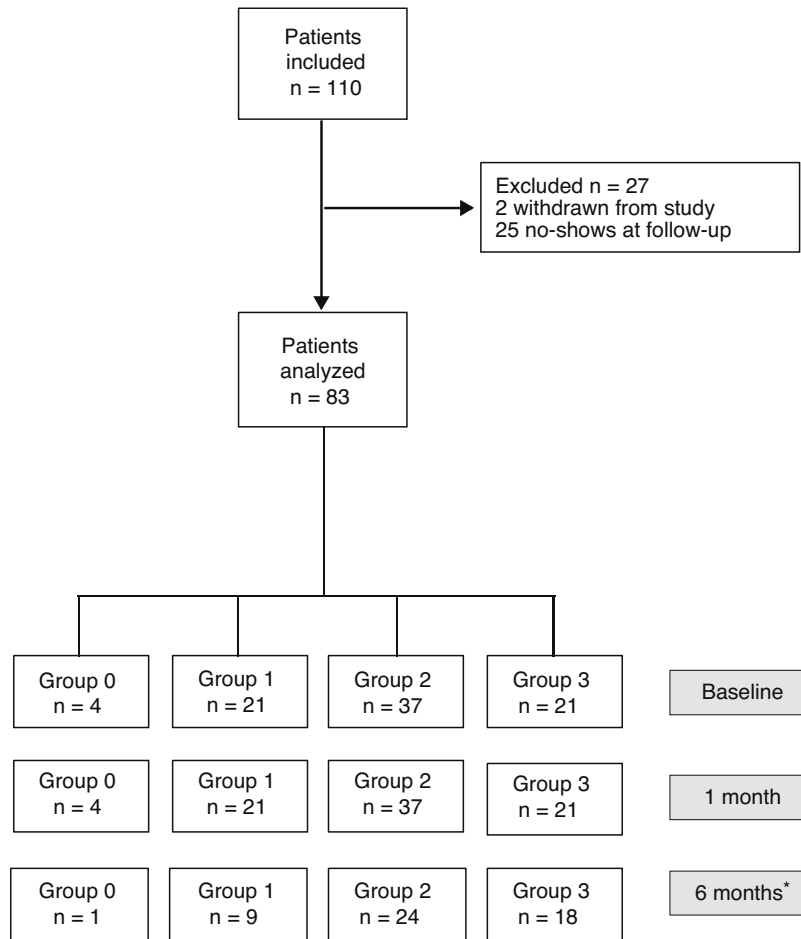 Patients
included
n = 110
Excluded n = 27
2 withdrawn from study
25 no-shows at follow-up
Patients
analyzed
n = 83
Group 0
n = 4
Group 1
n = 21
Group 2
n = 37
Group 3
n = 21
Baseline
Group 0
n = 4
Group 1
n = 21
Group 2
n = 37
Group 3
n = 21
1 month
Group 0
n = 1
Group 1
n = 9
Group 2
n = 24
Group 3
n = 18
6 months*